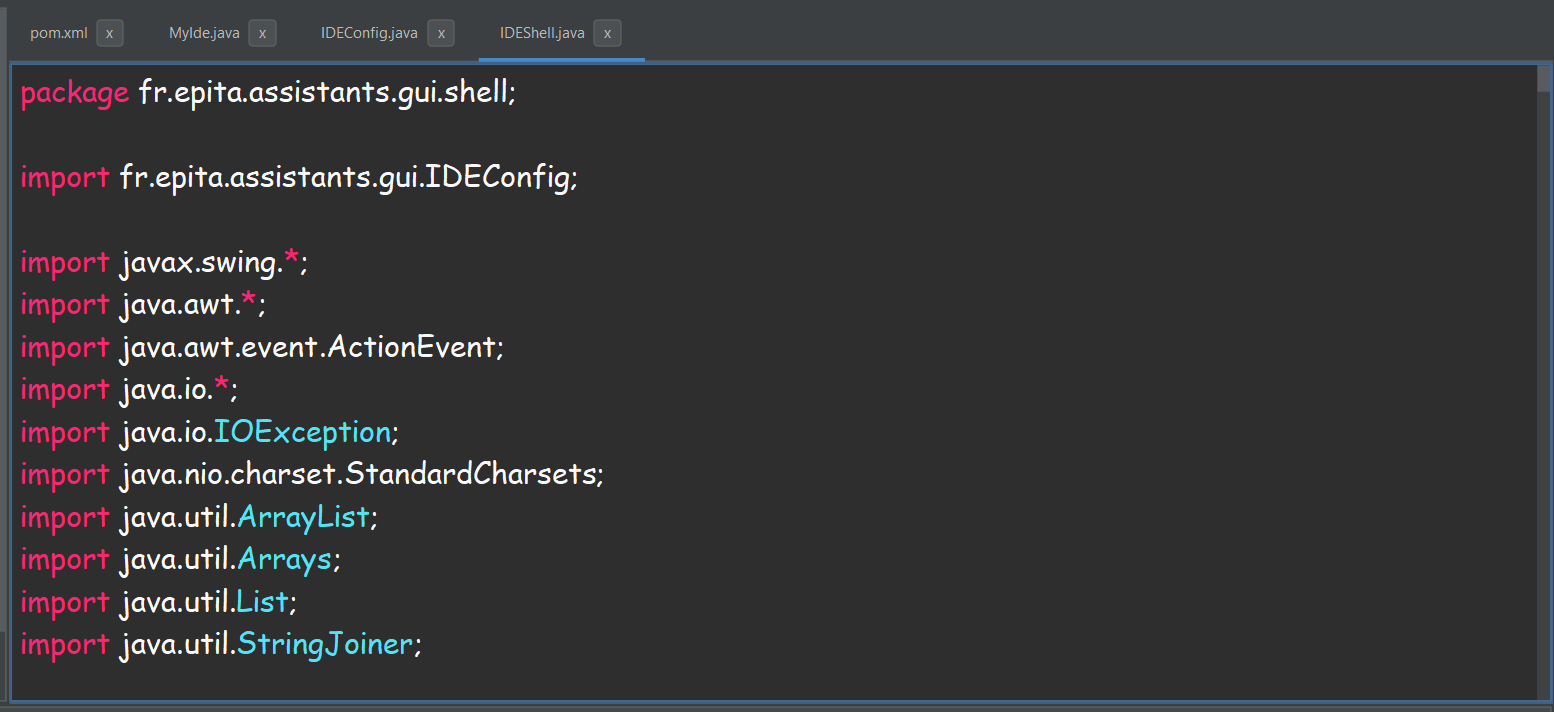 pom.xml x MyIde.java x IDEConfig.java x IDEShell.java x
package fr.epita.assistants.gui.shell;
import fr.epita.assistants.gui.IDEConfig;
import javax.swing.*;
import java.awt.*;
import java.awt.event.ActionEvent;
import java.io.*;
import java.io.IOException;
import java.nio.charset.StandardCharsets;
import java.util.ArrayList;
import java.util.Arrays;
import java.util.List;
import java.util.StringJoiner;